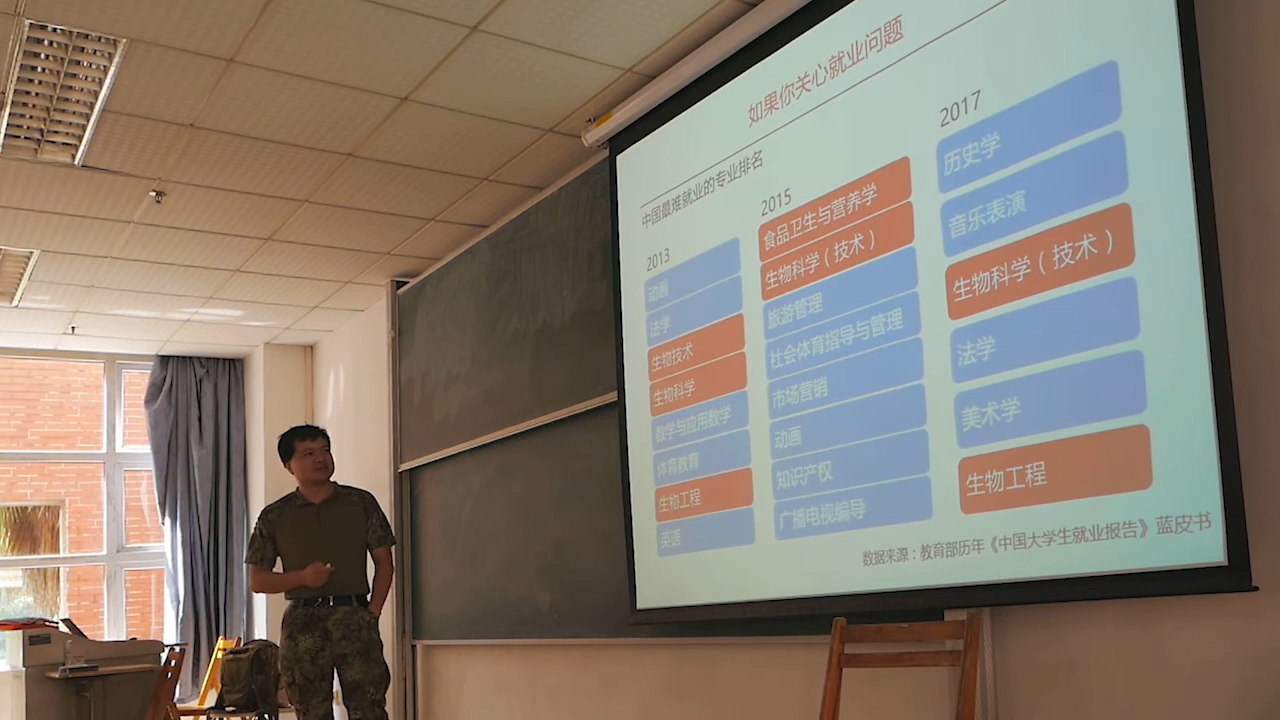 如果你关心就业问题
中国最难就业的专业排名
2013
动画
法学
生物技术
生物科学
数学与应用数学
体育教育
生物工程
英语
2015
食品卫生与营养学
生物科学（技术）
旅游管理
社会体育指导与管理
市场营销
动画
知识产权
广播电视编导
2017
历史学
音乐表演
生物科学（技术）
法学
美术学
生物工程
数据来源：教育部历年《中国大学生就业报告》蓝皮书